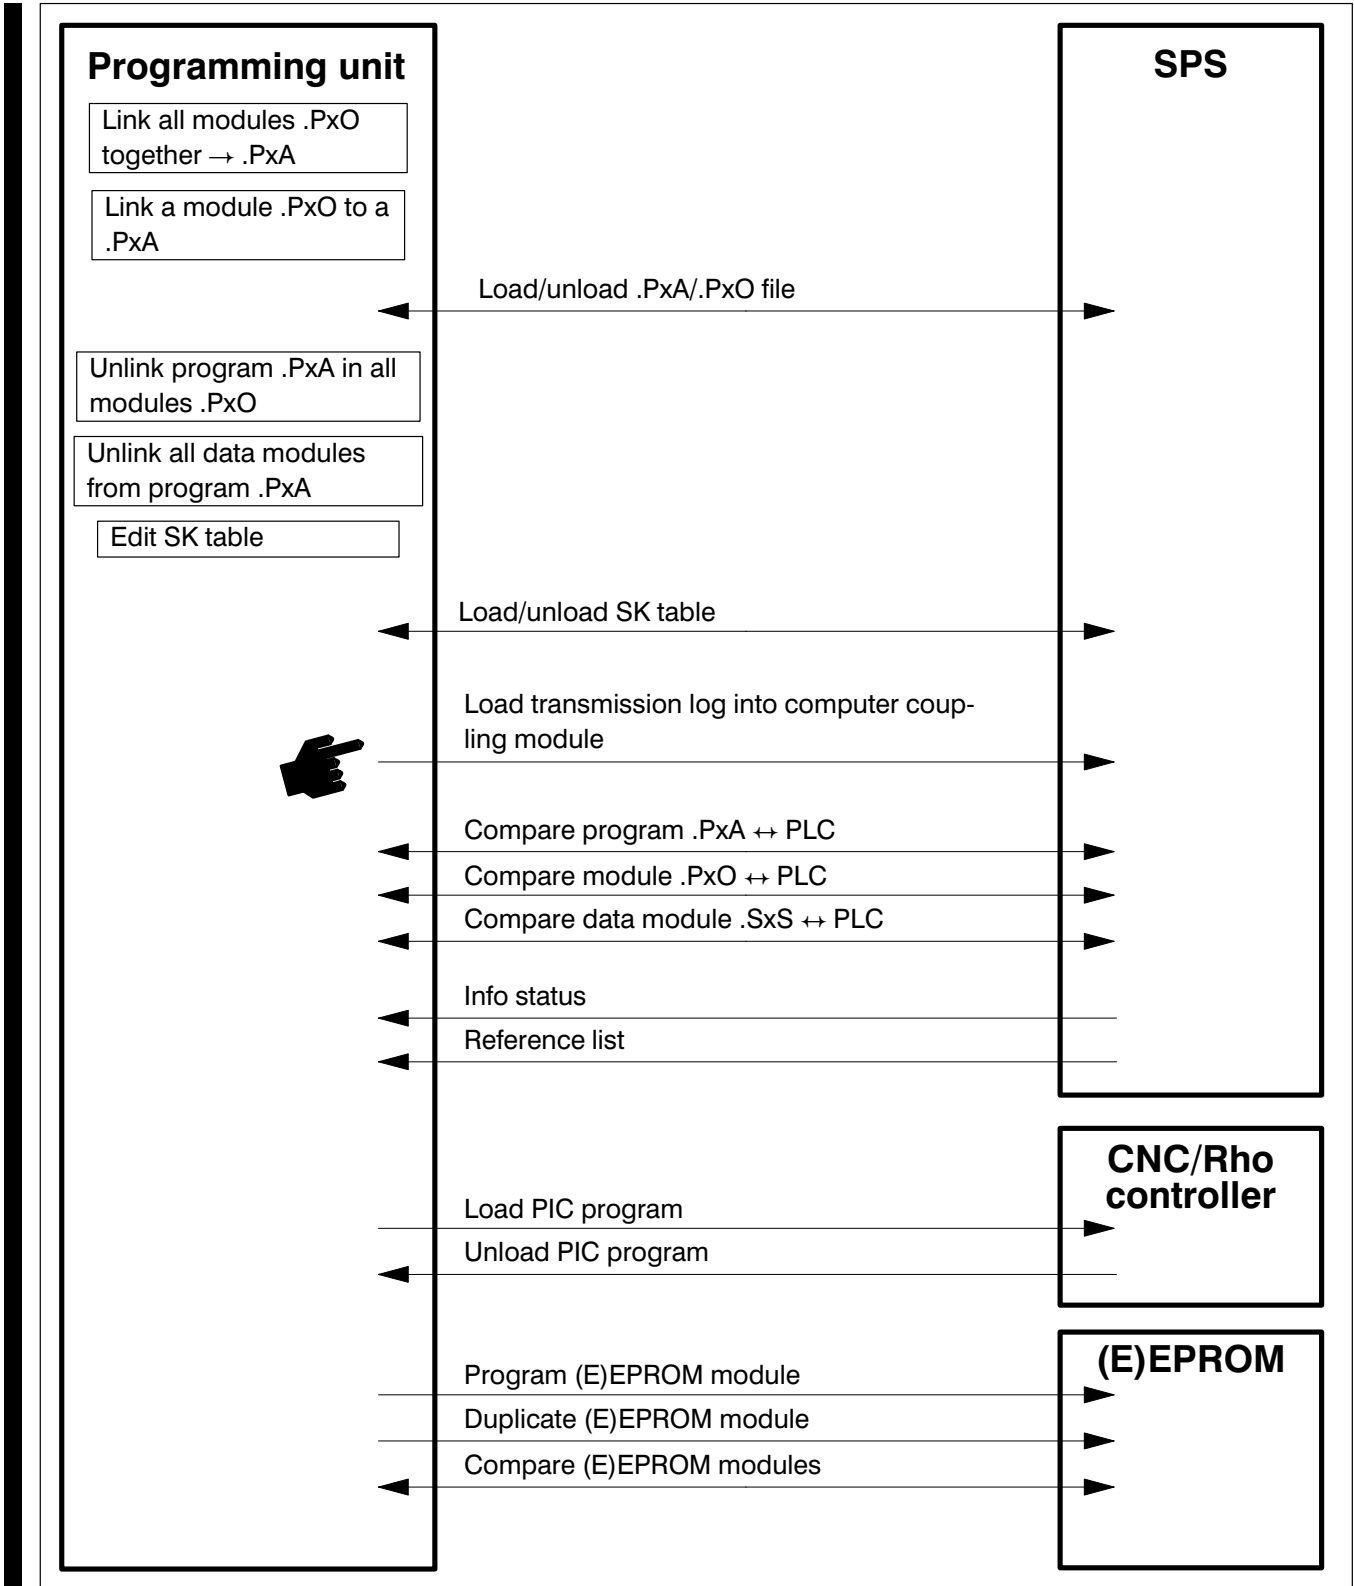 Programming unit
SPS
Link all modules .PxO
together → .PxA
Link a module .PxO to a
.PxA
Load/unload .PxA/.PxO file
Unlink program .PxA in all
modules .PxO
Unlink all data modules
from program .PxA
Edit SK table
Load/unload SK table
Load transmission log into computer coup-
ling module
Compare program .PxA ↔ PLC
Compare module .PxO ↔ PLC
Compare data module .SxS ↔ PLC
Info status
Reference list
CNC/Rho
controller
Load PIC program
Unload PIC program
(E)EPROM
Program (E)EPROM module
Duplicate (E)EPROM module
Compare (E)EPROM modules